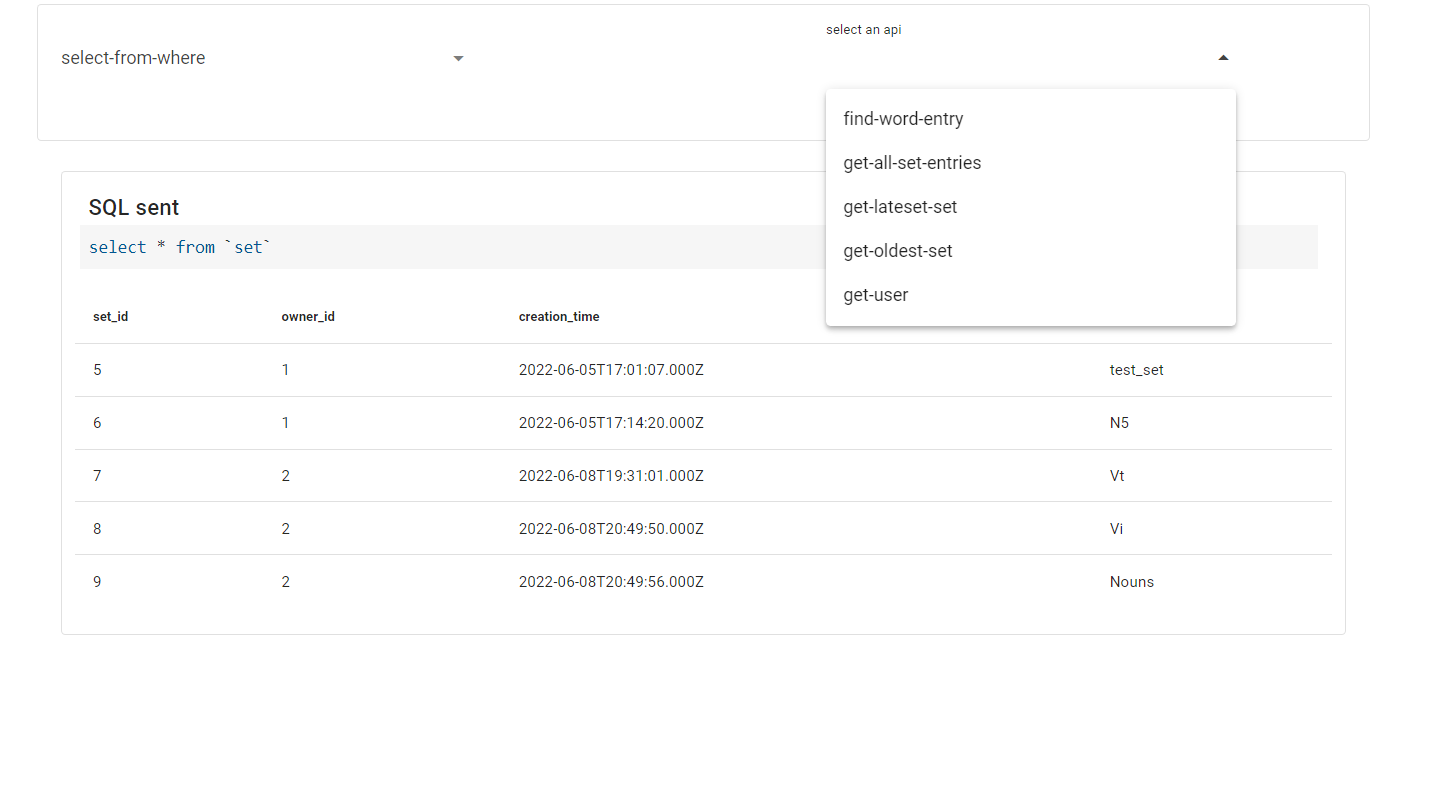 select an api
select-from-where
find-word-entry
get-all-set-entries
get-lateset-set
get-oldest-set
get-user
SQL sent
select * from `set`
set_id owner_id creation_time
5 1 2022-06-05T17:01:07.000Z test_set
6 1 2022-06-05T17:14:20.000Z N5
7 2 2022-06-08T19:31:01.000Z Vt
8 2 2022-06-08T20:49:50.000Z Vi
9 2 2022-06-08T20:49:56.000Z Nouns